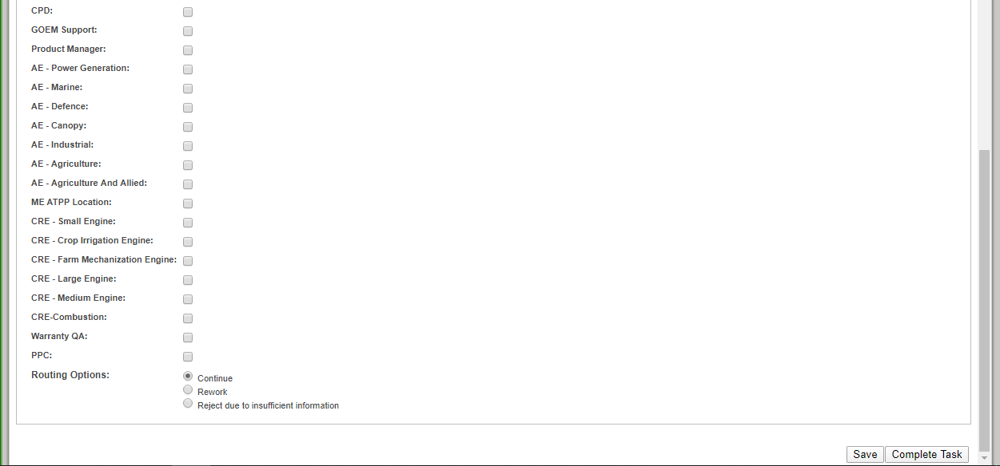 CPD:
GOEM Support:
Product Manager:
AE - Power Generation:
AE - Marine:
AE - Defence:
AE - Canopy:
AE - Industrial:
AE - Agriculture:
AE - Agriculture And Allied:
ME ATPP Location:
CRE - Small Engine:
CRE - Crop Irrigation Engine:
CRE - Farm Mechanization Engine:
CRE - Large Engine:
CRE - Medium Engine:
CRE-Combustion:
Warranty QA:
PPC:
Routing Options:
Continue
Rework
Reject due to insufficient information
Save Complete Task